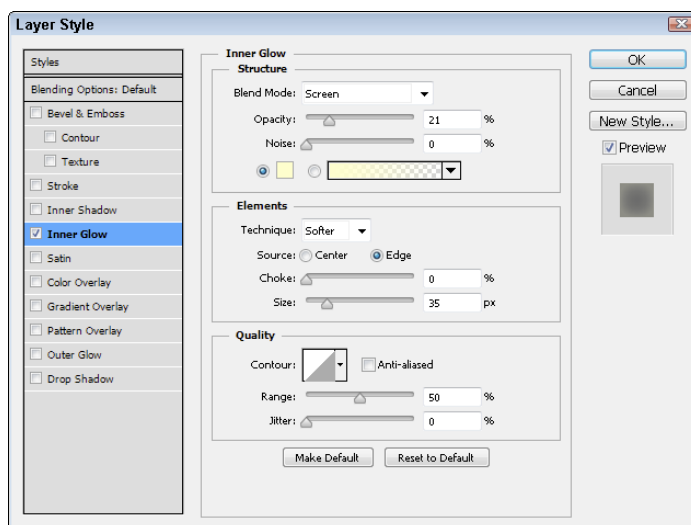 Layer Style
Styles
Blending Options: Default
Bevel & Emboss
Contour
Texture
Stroke
Inner Shadow
Inner Glow
Satin
Color Overlay
Gradient Overlay
Pattern Overlay
Outer Glow
Drop Shadow
Inner Glow
Structure
Blend Mode: Screen
Opacity: 21 %
Noise: 0 %
Elements
Technique: Softer
Source: Center Edge
Choke: 0 %
Size: 35 px
Quality
Contour: Anti-aliased
Range: 50 %
Jitter: 0 %
Make Default Reset to Default
OK
Cancel
New Style...
Preview